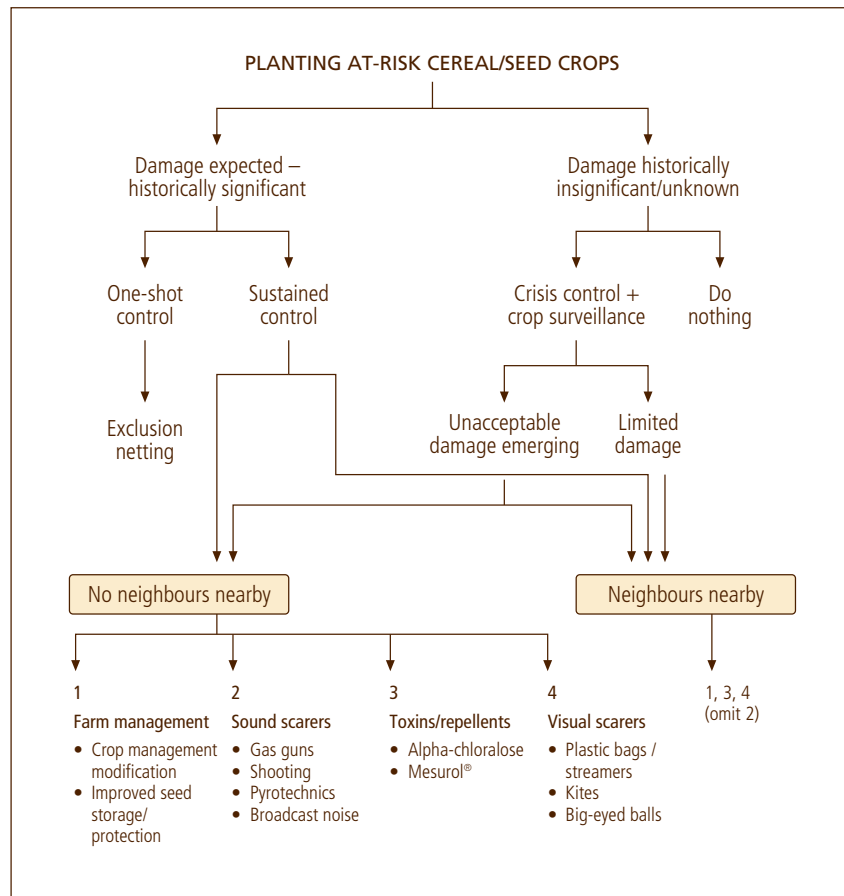 PLANTING AT-RISK CEREAL/SEED CROPS
Damage expected –
historically significant
Damage historically
insignificant/unknown
One-shot
control
Sustained
control
Crisis control +
crop surveillance
Do
nothing
Exclusion
netting
Unacceptable
damage emerging
Limited
damage
No neighbours nearby
Neighbours nearby
1
Farm management
• Crop management
modification
• Improved seed
storage/
protection
2
Sound scarers
• Gas guns
• Shooting
• Pyrotechnics
• Broadcast noise
3
Toxins/repellents
• Alpha-chloralose
• Mesurol®
4
Visual scarers
• Plastic bags /
streamers
• Kites
• Big-eyed balls
1, 3, 4
(omit 2)